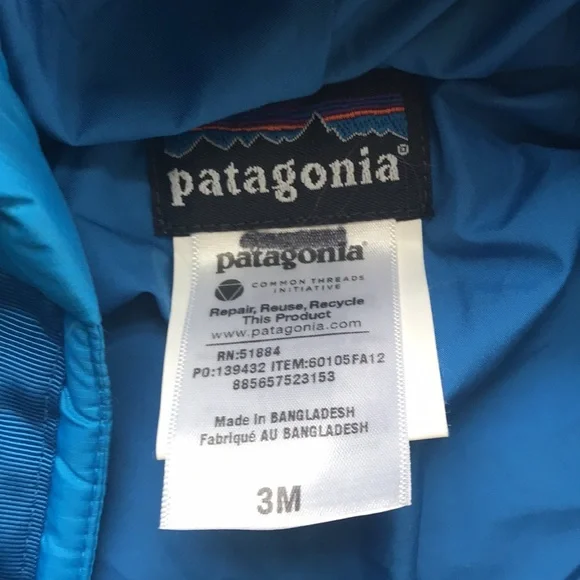 patagonia®
patagonia®
COMMON THREADS
INITIATIVE
Repair, Reuse, Recycle
This Product
www.patagonia.com
RN:51884
PO:139432 ITEM:60105FA12
885657523153
Made in BANGLADESH
Fabriqué AU BANGLADESH
3M